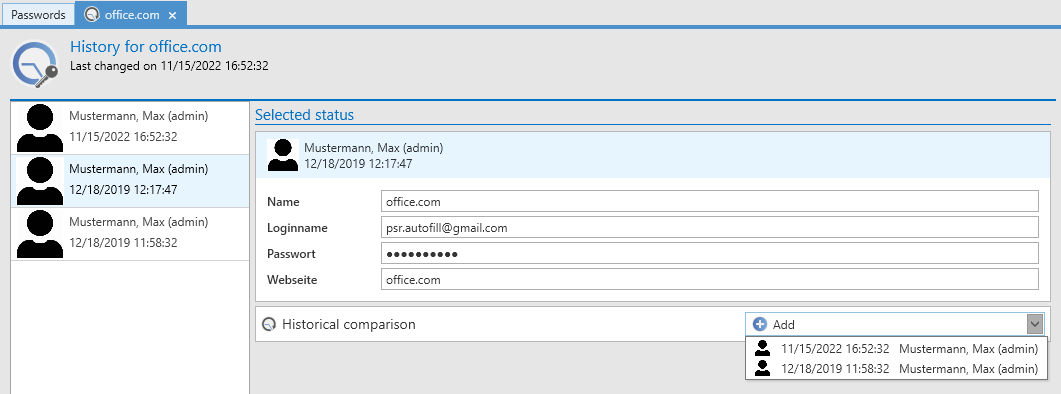 Passwords
office.com
History for office.com
Last changed on 11/15/2022 16:52:32
Mustermann, Max (admin)
11/15/2022 16:52:32
Mustermann, Max (admin)
12/18/2019 12:17:47
Mustermann, Max (admin)
12/18/2019 11:58:32
Selected status
Mustermann, Max (admin)
12/18/2019 12:17:47
Name office.com
Loginname psr.autofill@gmail.com
Passwort ●●●●●●●●●●
Webseite office.com
Historical comparison
Add
11/15/2022 16:52:32 Mustermann, Max (admin)
12/18/2019 11:58:32 Mustermann, Max (admin)